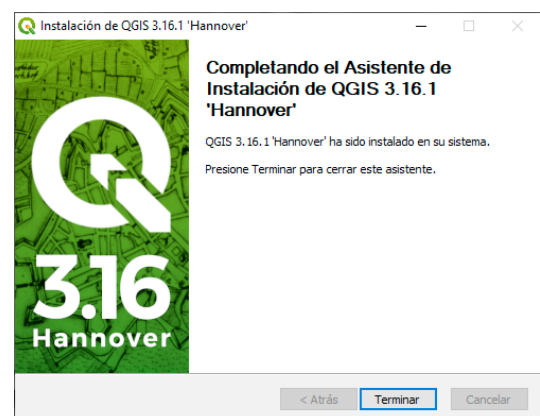 Instalación de QGIS 3.16.1 'Hannover'
Completando el Asistente de
Instalación de QGIS 3.16.1
'Hannover'
QGIS 3.16.1 'Hannover' ha sido instalado en su sistema.
Presione Terminar para cerrar este asistente.
3.16
Hannover
< Atrás
Terminar
Cancelar